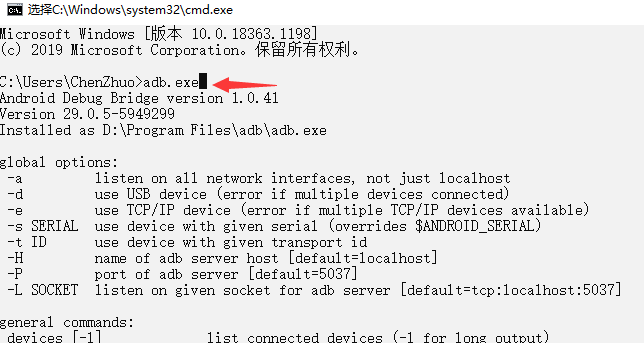 选择C:\Windows\system32\cmd.exe
Microsoft Windows [版本 10.0.18363.1198]
(c) 2019 Microsoft Corporation。保留所有权利。
C:\Users\ChenZhuo>adb.exe
Android Debug Bridge version 1.0.41
Version 29.0.5-5949299
Installed as D:\Program Files\adb\adb.exe
global options:
-a listen on all network interfaces, not just localhost
-d use USB device (error if multiple devices connected)
-e use TCP/IP device (error if multiple TCP/IP devices available)
-s SERIAL use device with given serial (overrides $ANDROID_SERIAL)
-t ID use device with given transport id
-H name of adb server host [default=localhost]
-P port of adb server [default=5037]
-L SOCKET listen on given socket for adb server [default=tcp:localhost:5037]
general commands:
devices [-l] list connected devices (-l for long output)